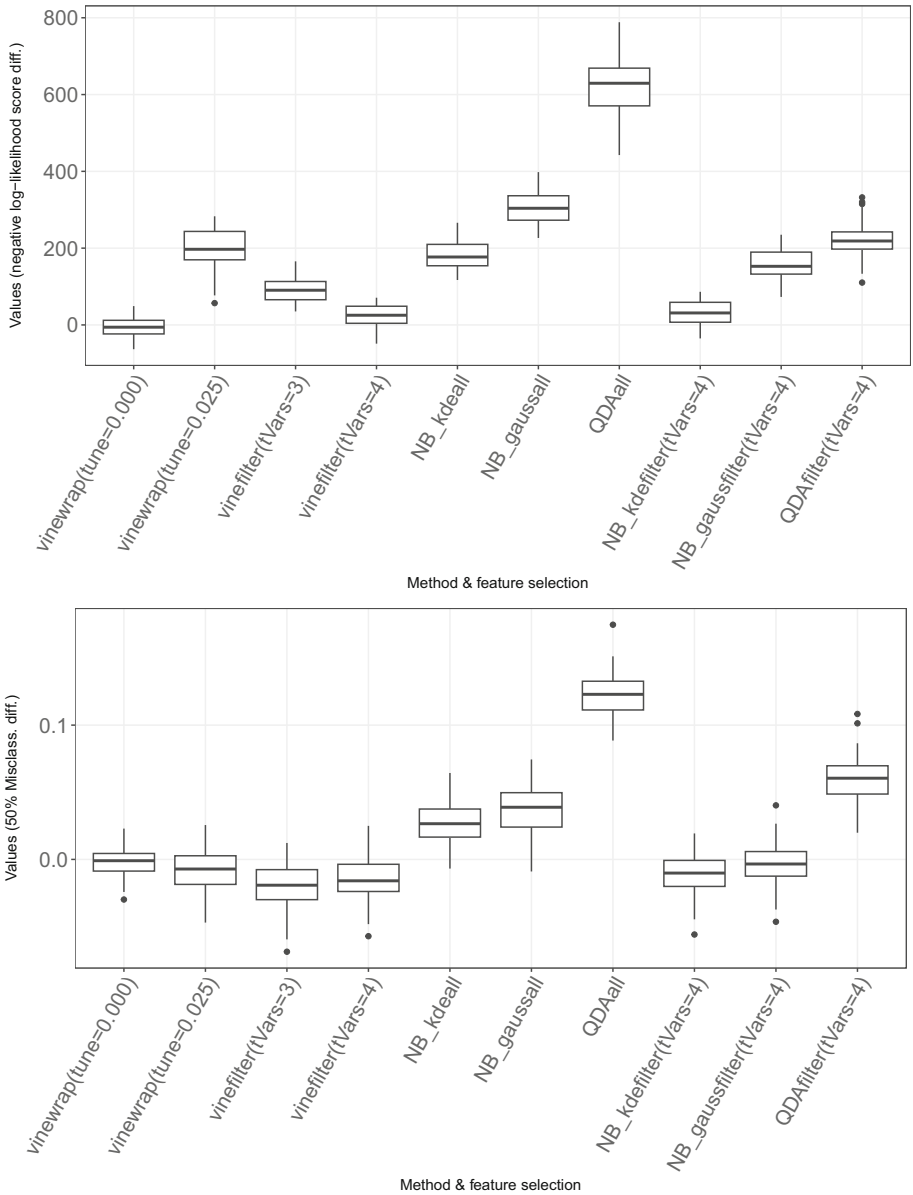 Values (negative log−likelihood score diff.)
800
600
400
200
0
vinewrap(tune=0.000)
vinewrap(tune=0.025)
vinefilter(tVars=3)
vinefilter(tVars=4)
NB_kdeall
NB_gaussall
QDAall
NB_kdefilter(tVars=4)
NB_gaussfilter(tVars=4)
QDAfilter(tVars=4)
Method & feature selection
Values (50% Misclass. diff.)
0.1
0.0
vinewrap(tune=0.000)
vinewrap(tune=0.025)
vinefilter(tVars=3)
vinefilter(tVars=4)
NB_kdeall
NB_gaussall
QDAall
NB_kdefilter(tVars=4)
NB_gaussfilter(tVars=4)
QDAfilter(tVars=4)
Method & feature selection